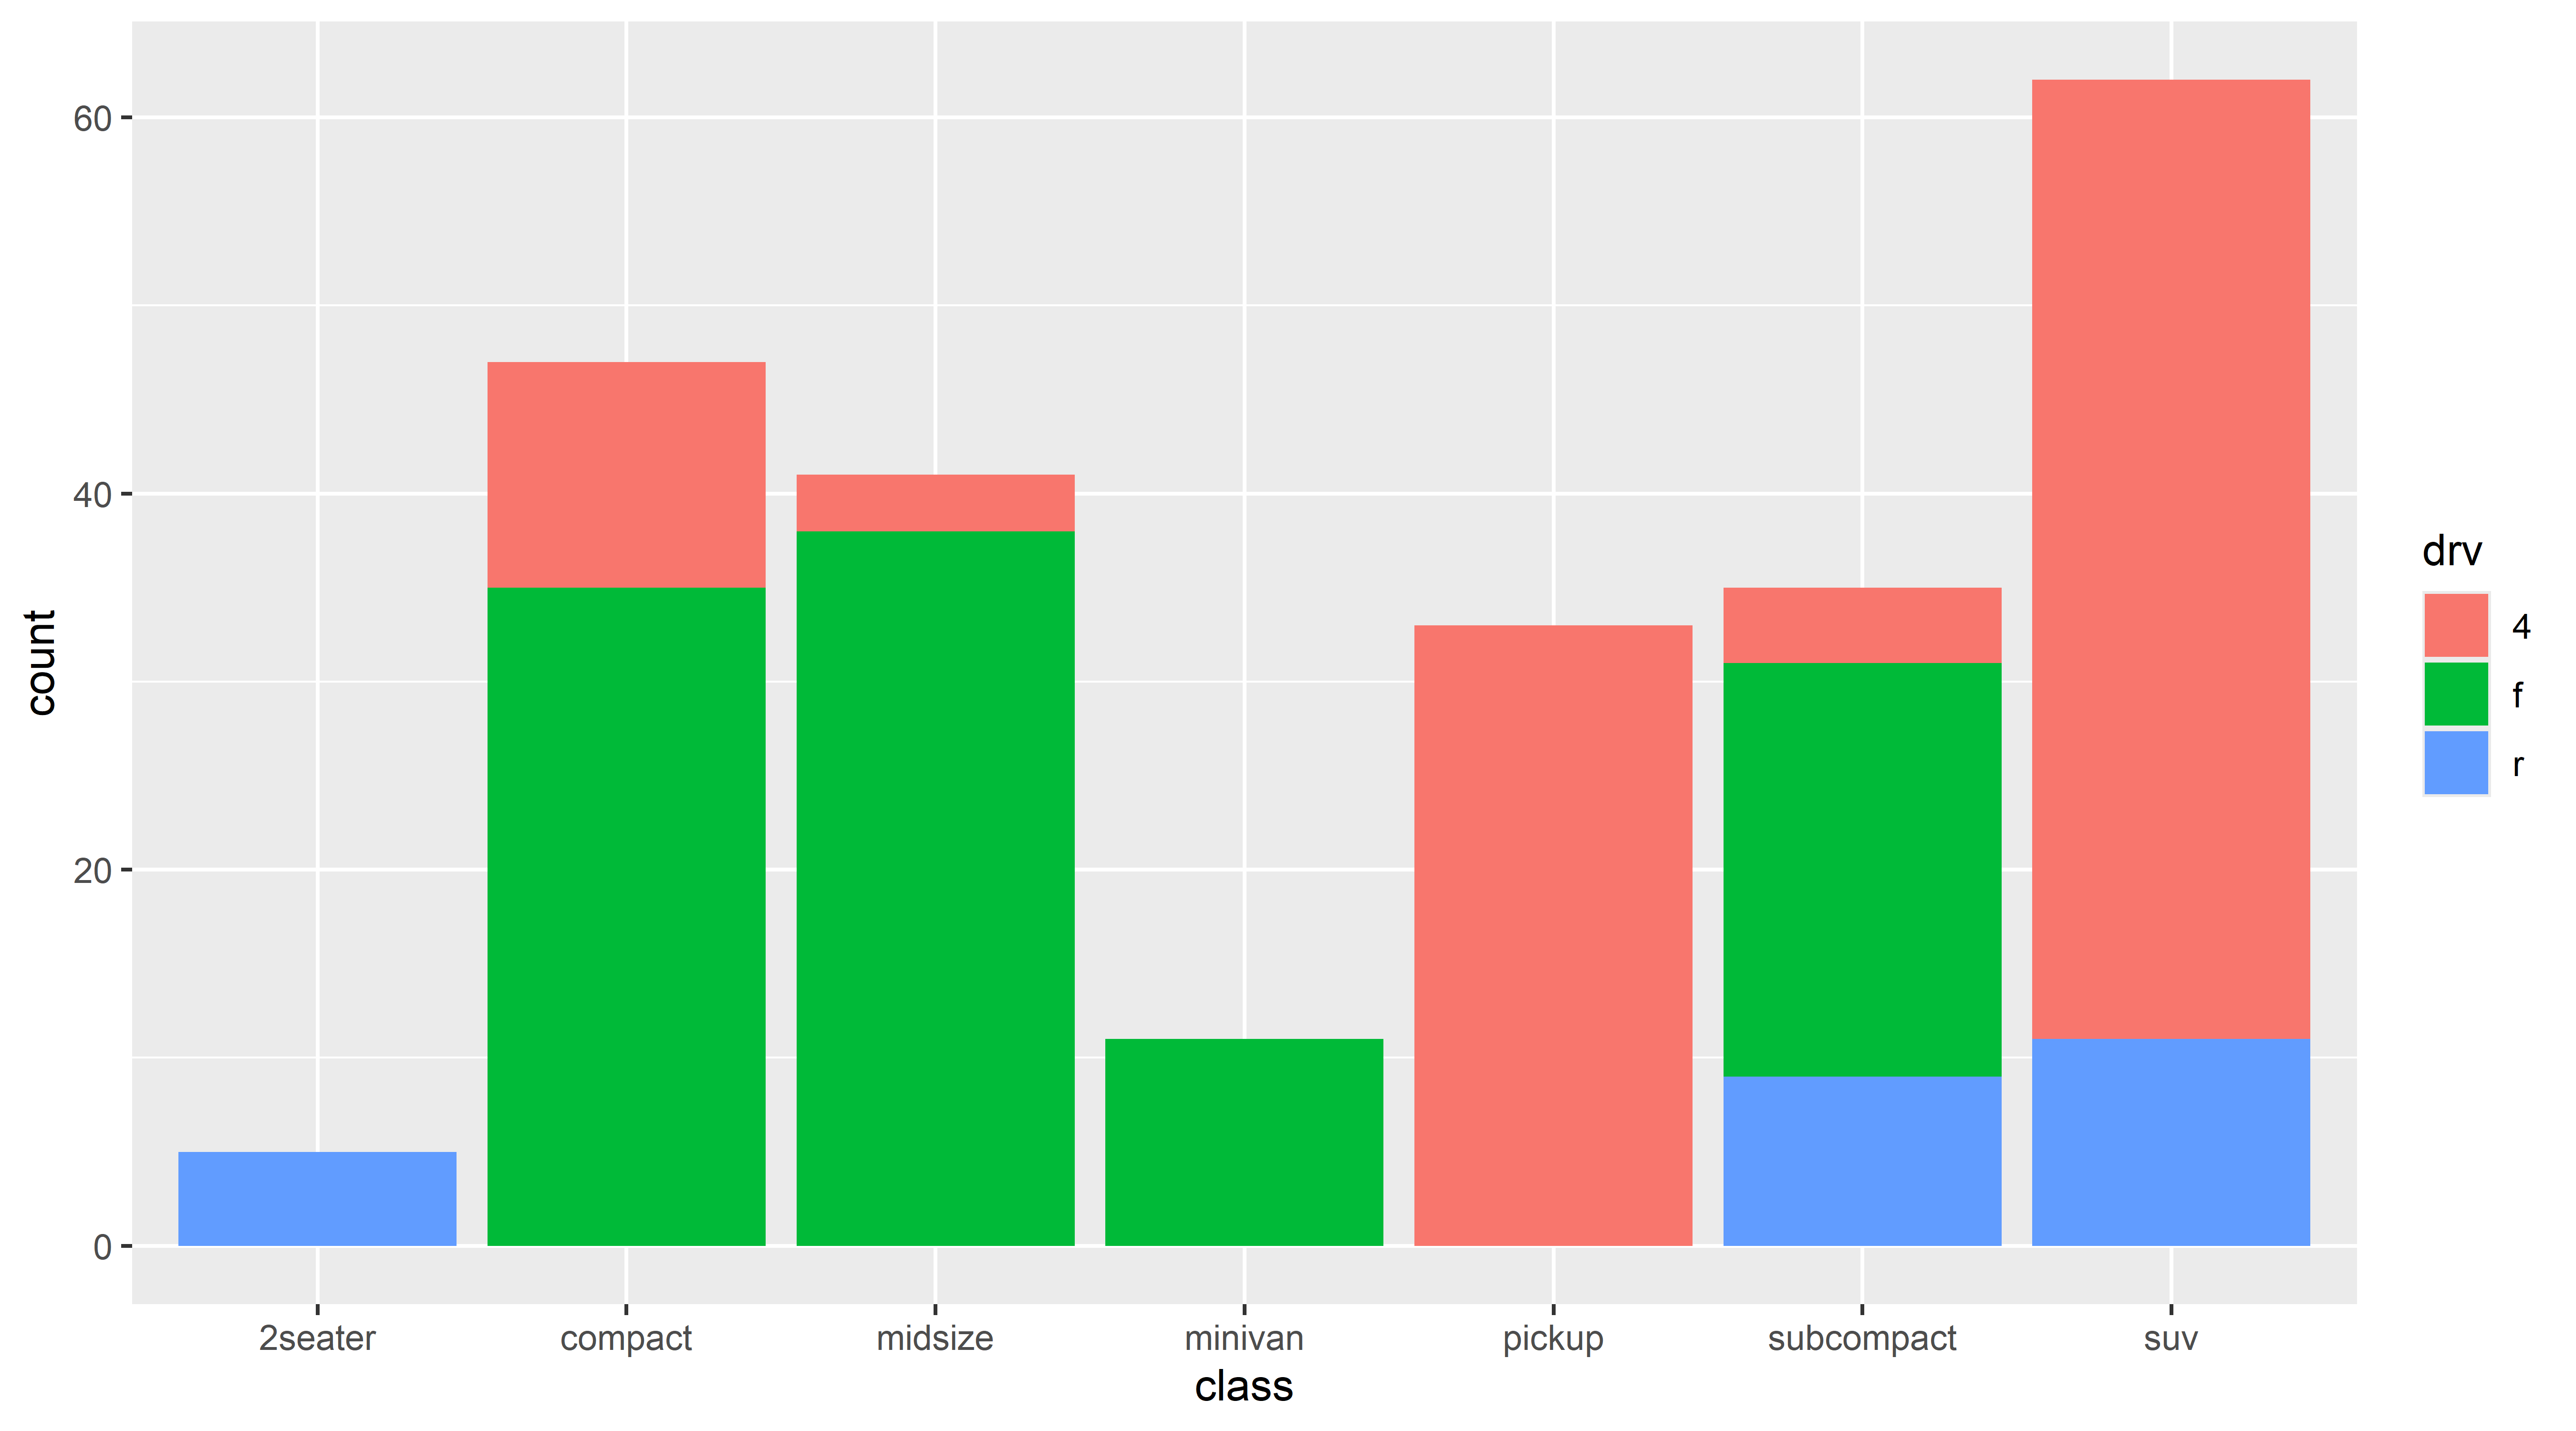 60
40
20
0
count
2seater compact midsize minivan pickup subcompact suv
class
drv
4
f
r